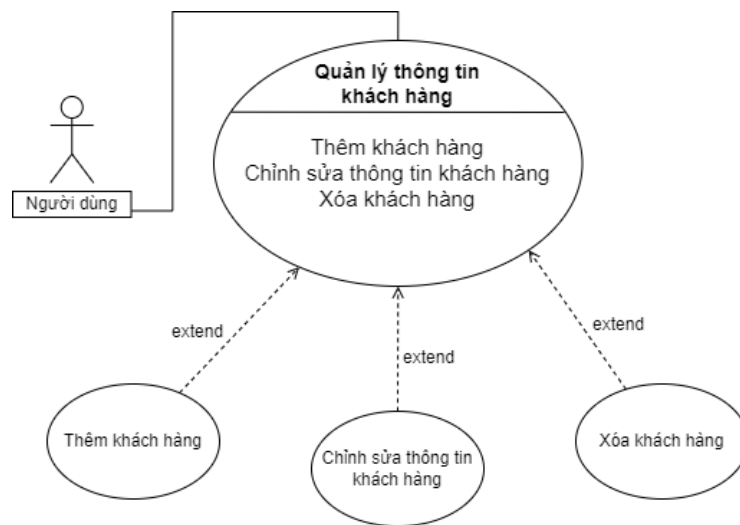 Quản lý thông tin
khách hàng
Thêm khách hàng
Chỉnh sửa thông tin khách hàng
Xóa khách hàng
Người dùng
extend
extend
extend
Thêm khách hàng
Chỉnh sửa thông tin
khách hàng
Xóa khách hàng